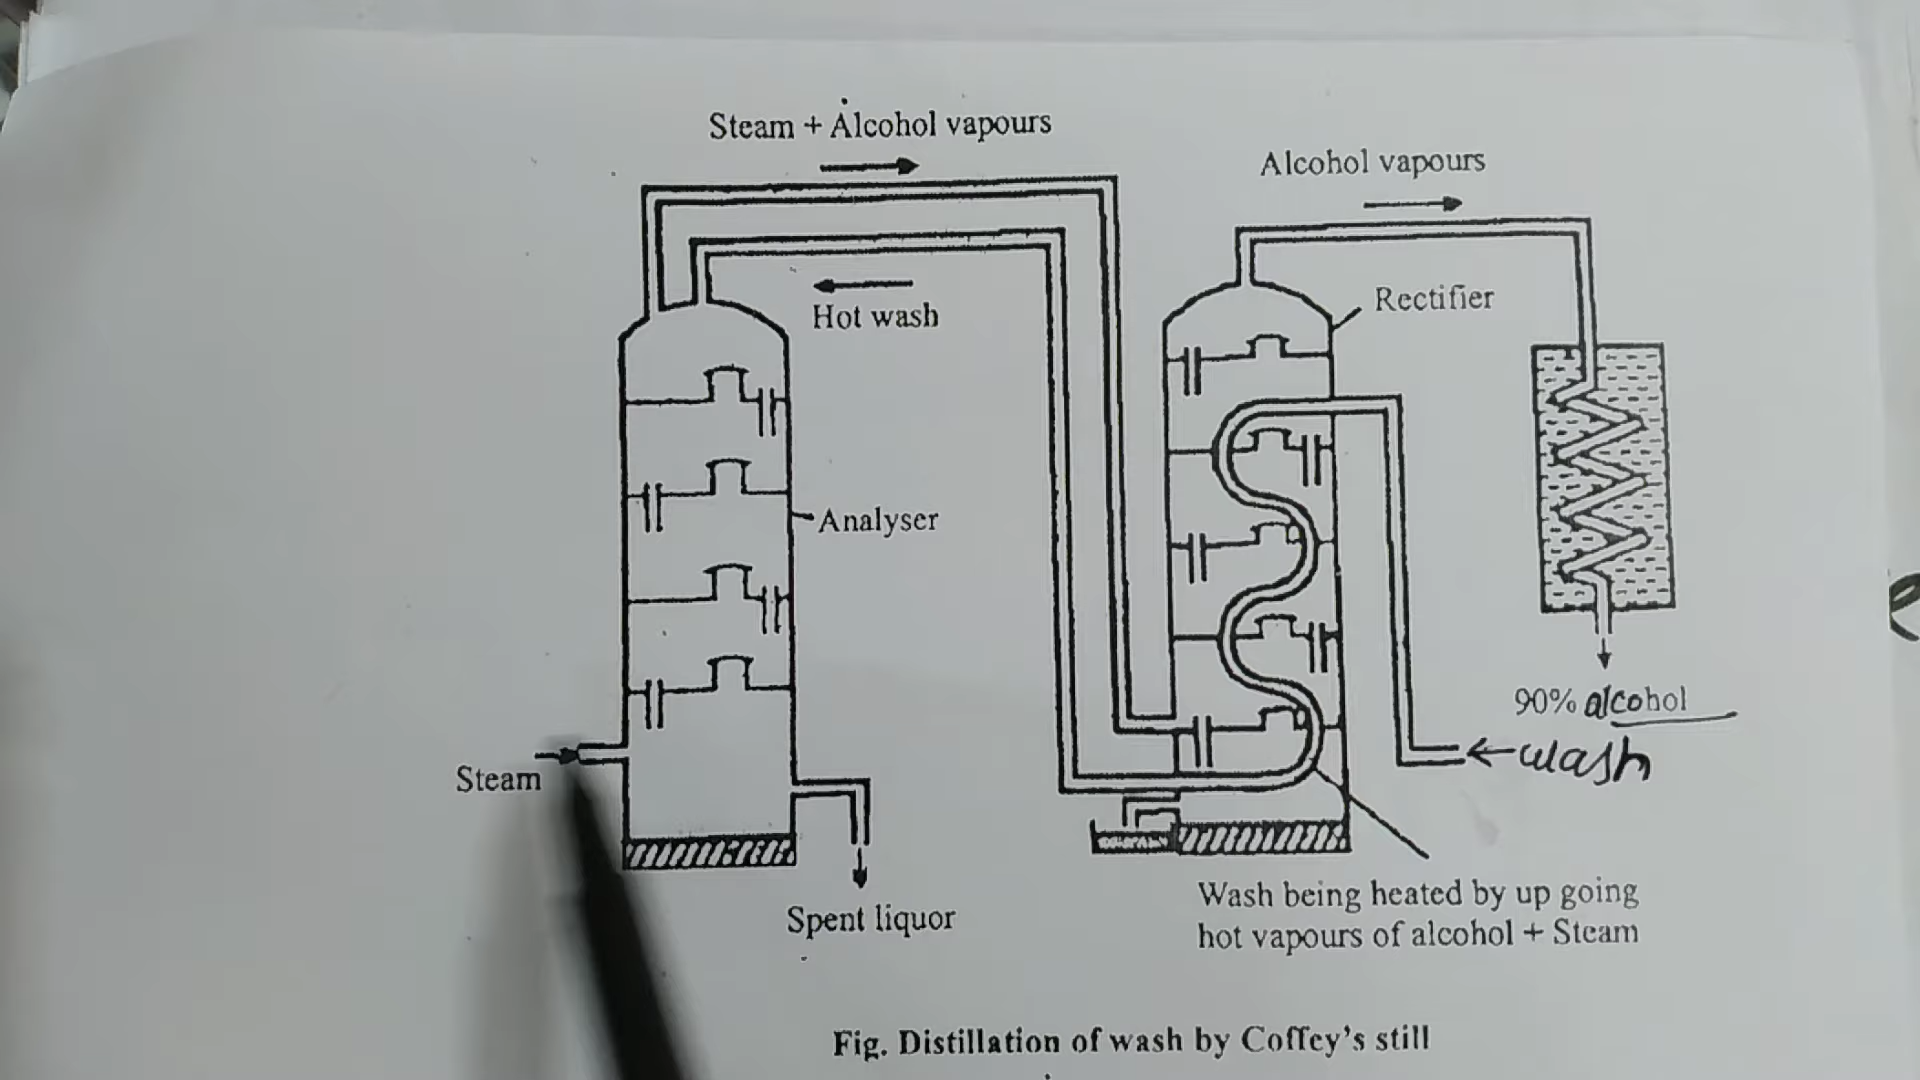 Steam + Alcohol vapours
Alcohol vapours
Hot wash
Rectifier
Analyser
90% alcohol
← wash
Steam
Spent liquor
Wash being heated by up going
hot vapours of alcohol + Steam
Fig. Distillation of wash by Coffey's still